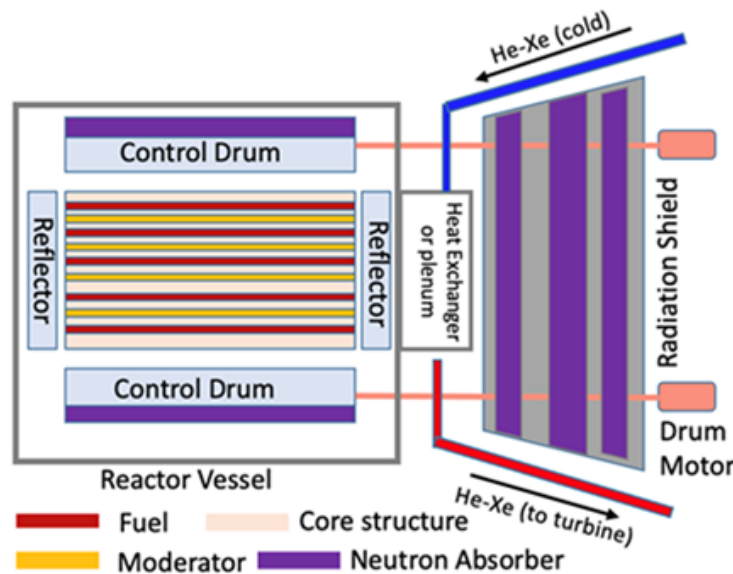 He-Xe (cold)
Control Drum
Reflector
Reflector
Heat Exchanger
or plenum
Radiation Shield
Control Drum
Drum
Motor
Reactor Vessel
He-Xe (to turbine)
Fuel
Core structure
Moderator
Neutron Absorber